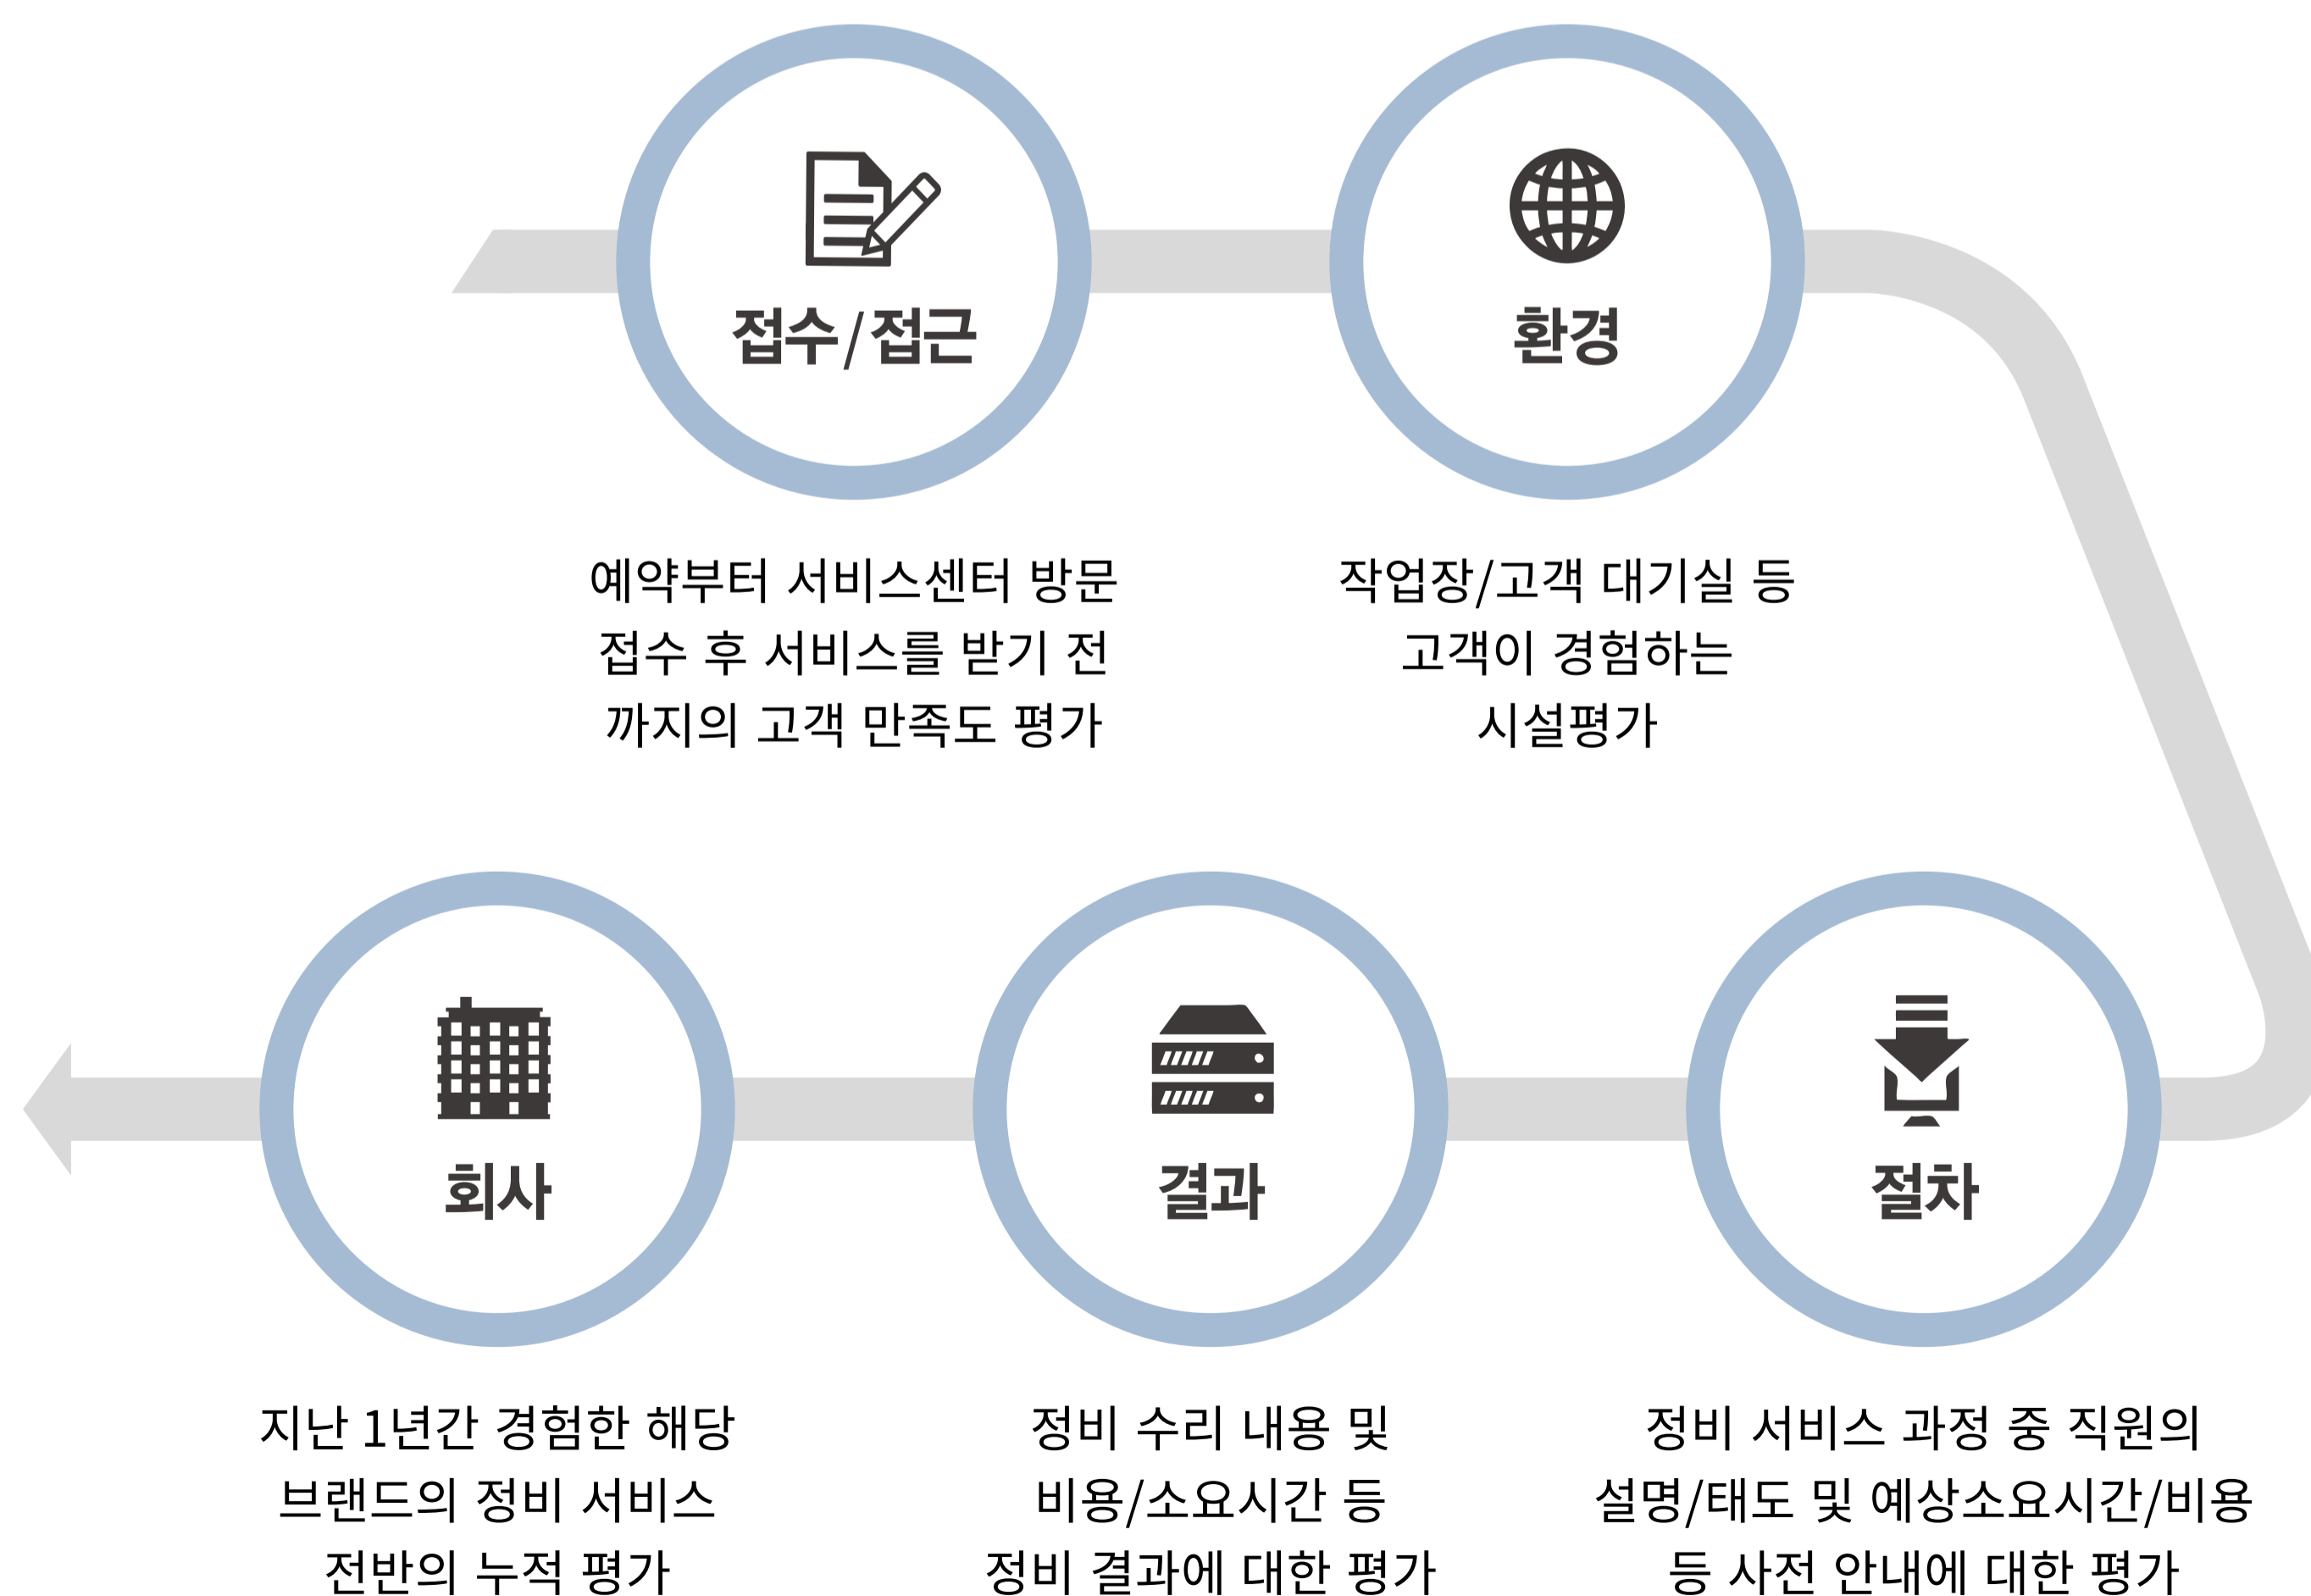 접수/접근
예약부터 서비스센터 방문
접수 후 서비스를 받기 전
까지의 고객 만족도 평가
환경
작업장/고객 대기실 등
고객이 경험하는
시설평가
절차
정비 서비스 과정 중 직원의
설명/태도 및 예상소요시간/비용
등 사전 안내에 대한 평가
결과
정비 수리 내용 및
비용/소요시간 등
정비 결과에 대한 평가
회사
지난 1년간 경험한 해당
브랜드의 정비 서비스
전반의 누적 평가